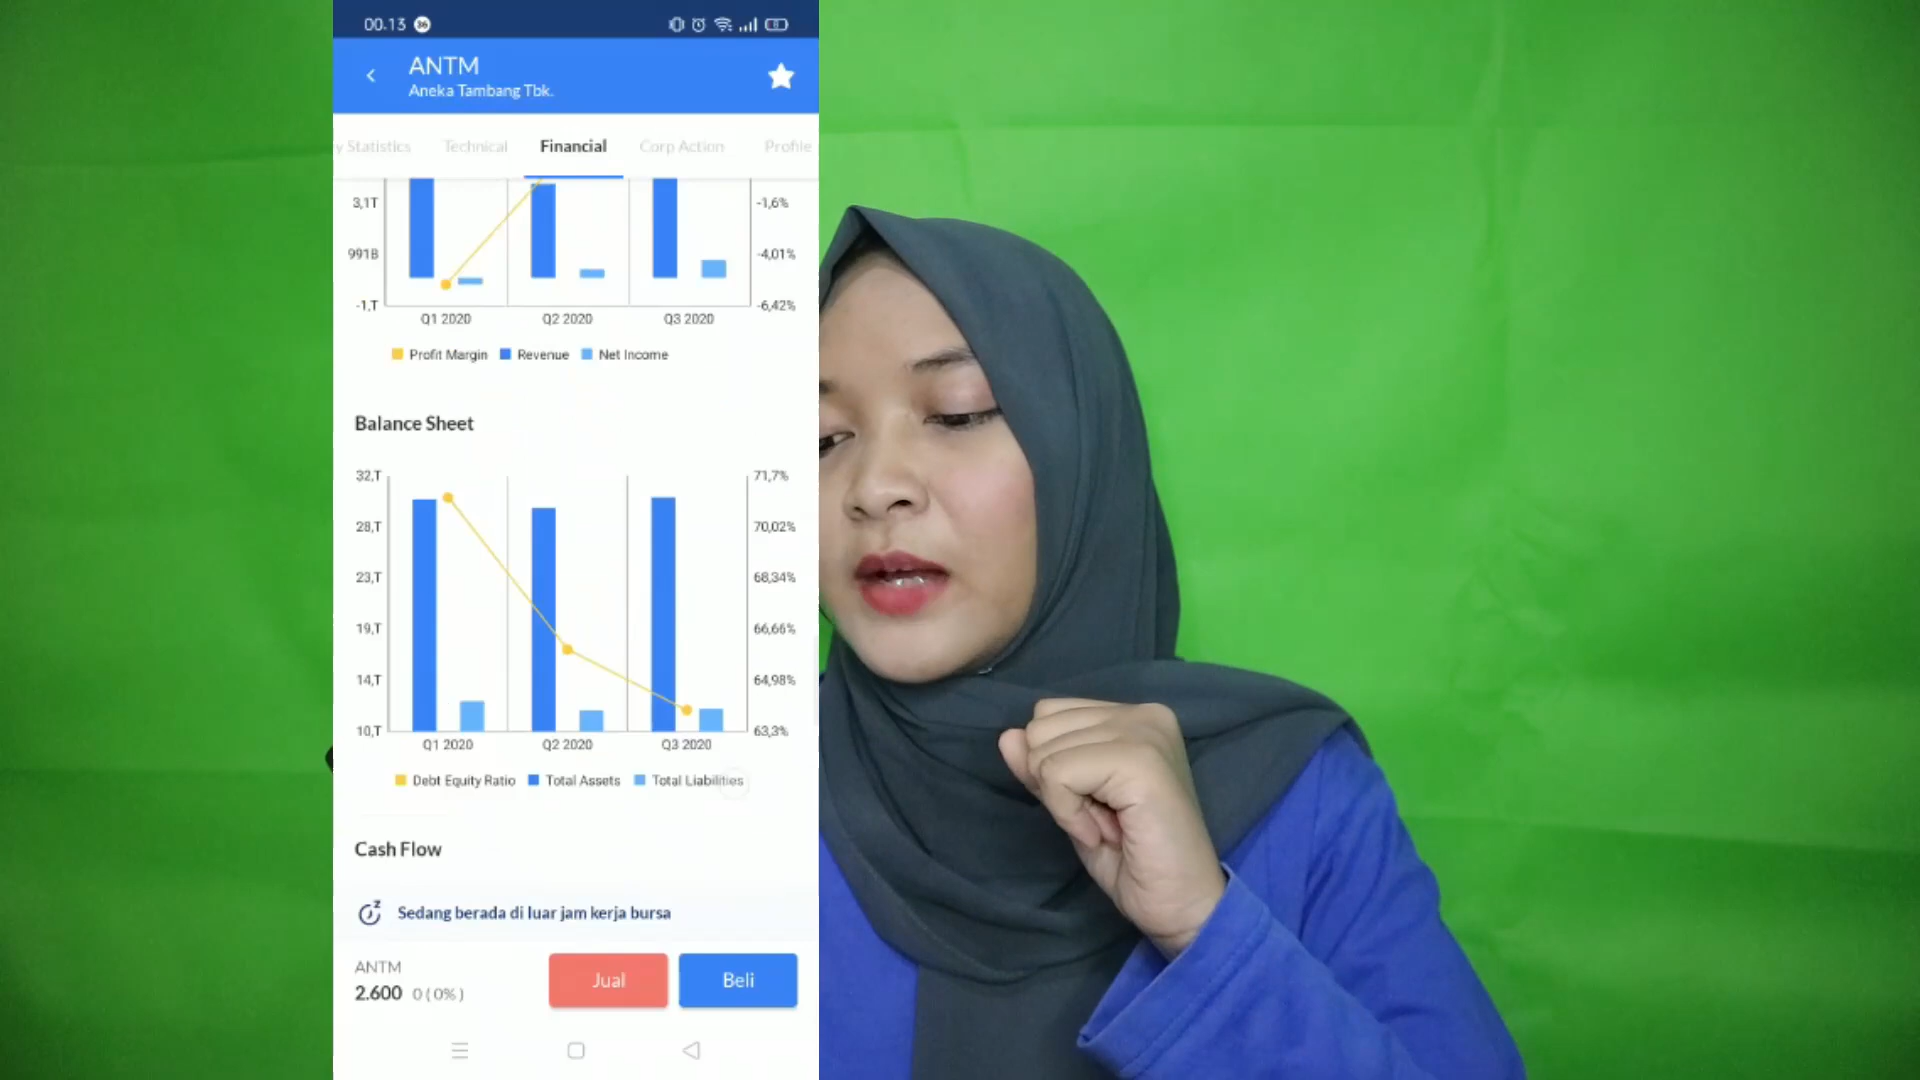 00.13 36
ANTM
Aneka Tambang Tbk.
y Statistics Technical Financial Corp Action Profile
3,1T -1,6%
991B -4,01%
-1,T -6,42%
Q1 2020 Q2 2020 Q3 2020
Profit Margin Revenue Net Income
Balance Sheet
32,T 71,7%
28,T 70,02%
23,T 68,34%
19,T 66,66%
14,T 64,98%
10,T 63,3%
Q1 2020 Q2 2020 Q3 2020
Debt Equity Ratio Total Assets Total Liabilities
Cash Flow
Sedang berada di luar jam kerja bursa
ANTM
2.600 0 ( 0% )
Jual Beli